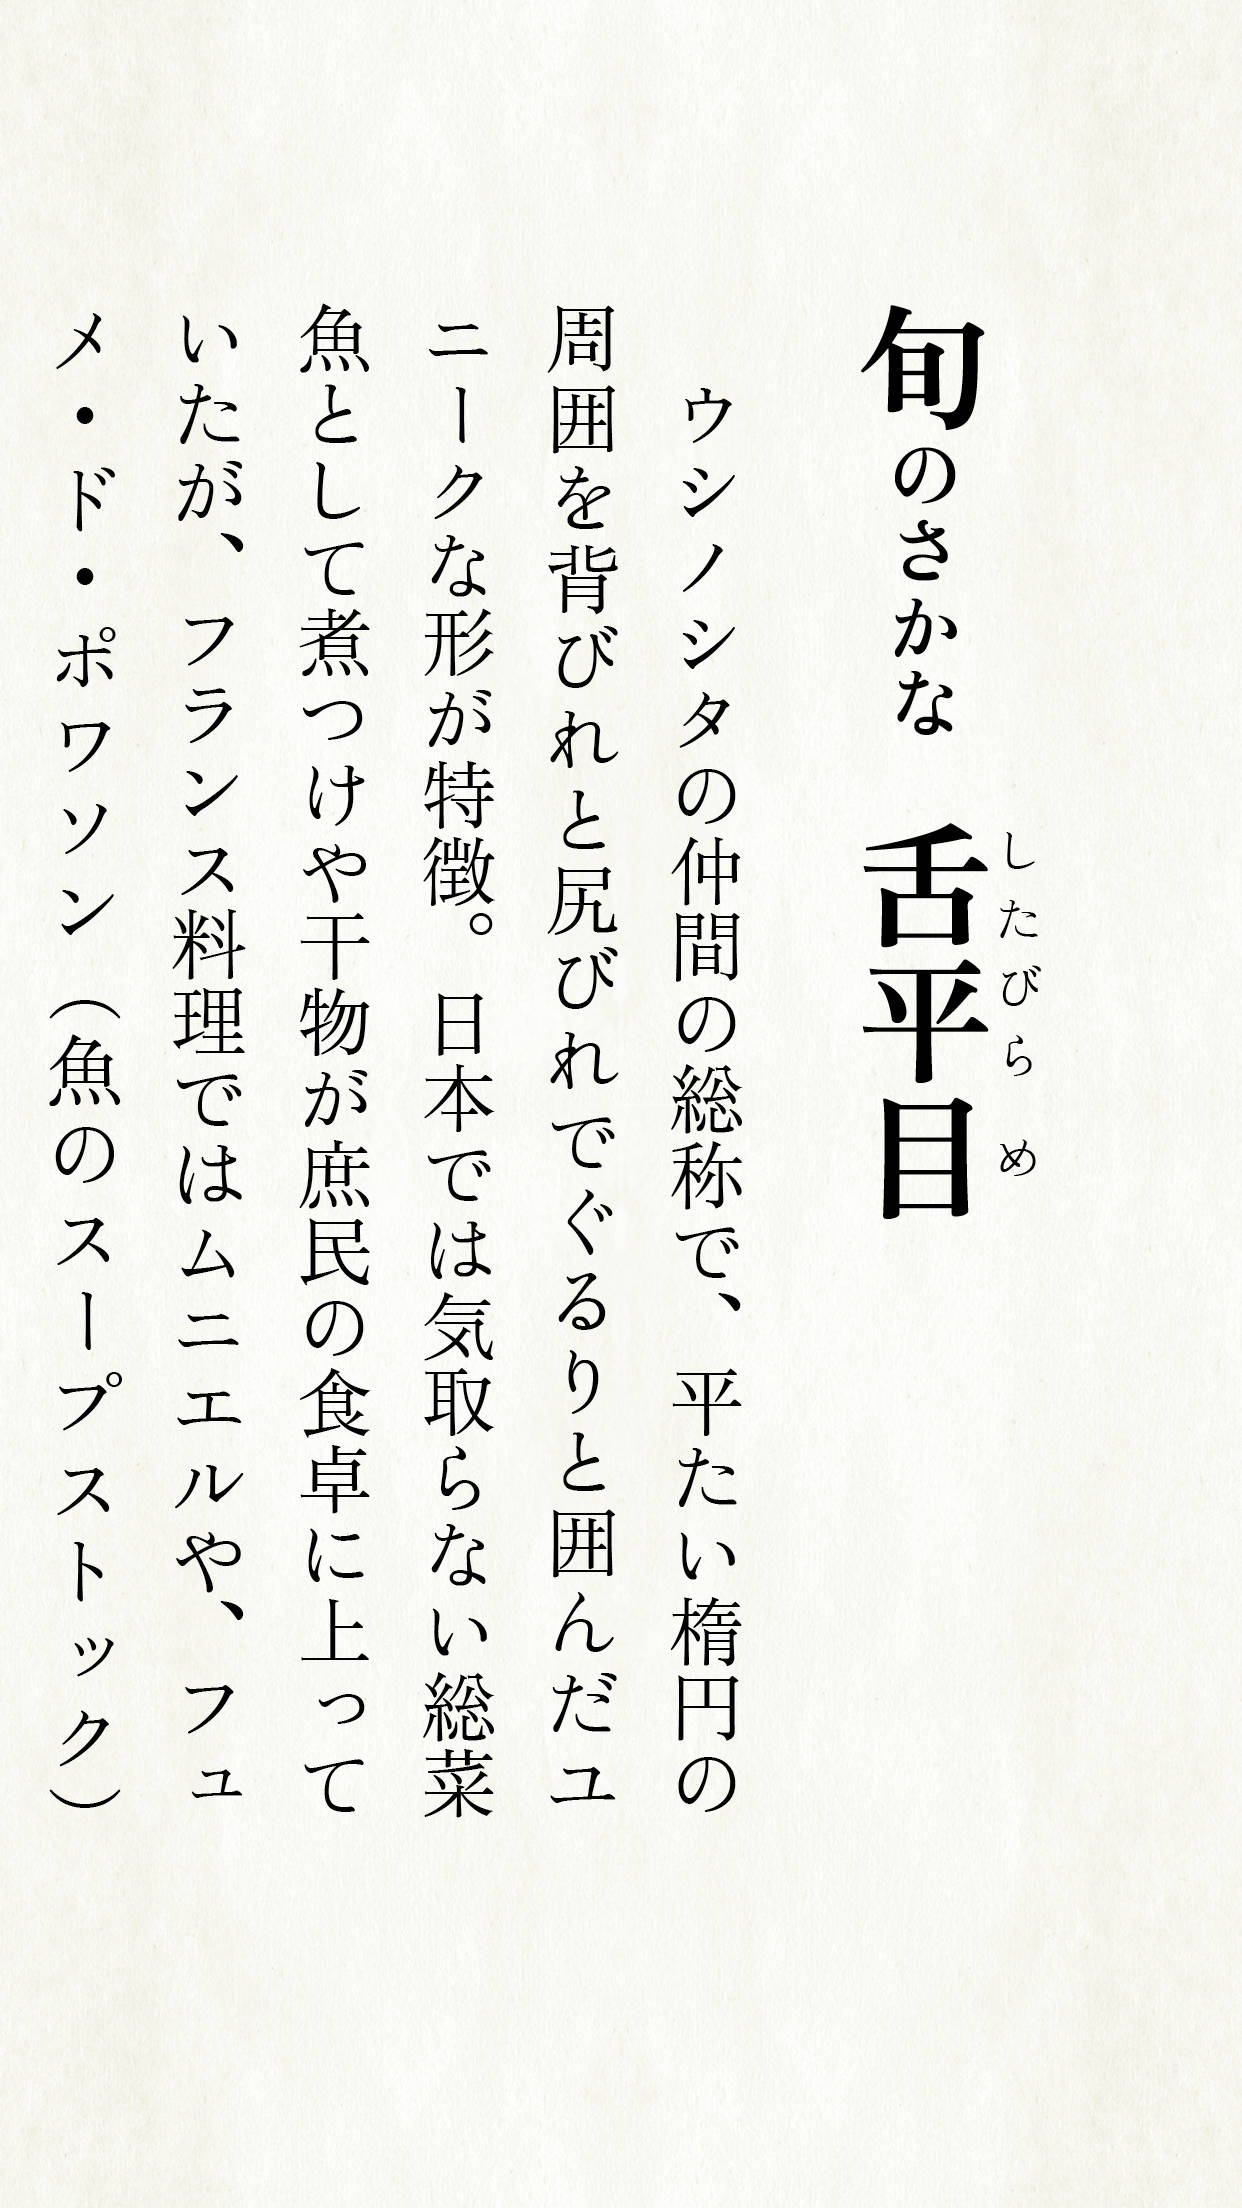 旬のさかな　舌平目
したびらめ
ウシノシタの仲間の総称で、平たい楕円の
周囲を背びれと尻びれでぐるりと囲んだユ
ニークな形が特徴。日本では気取らない総菜
魚として煮つけや干物が庶民の食卓に上って
いたが、フランス料理ではムニエルや、フュ
メ・ド・ポワソン（魚のスープストック）